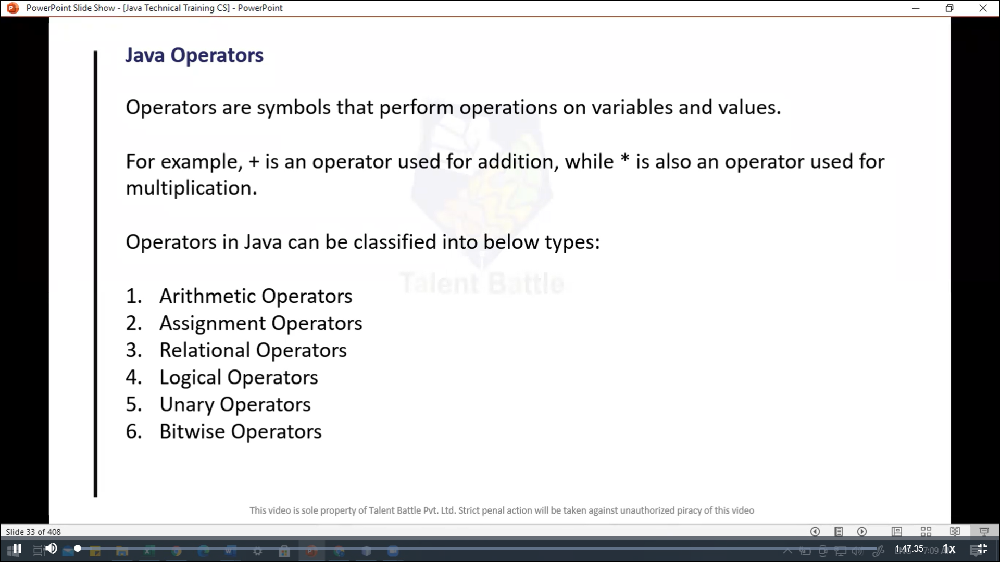 PowerPoint Slide Show - [Java Technical Training CS] - PowerPoint
Java Operators
Operators are symbols that perform operations on variables and values.
For example, + is an operator used for addition, while * is also an operator used for
multiplication.
Operators in Java can be classified into below types:
Talent Battle
1. Arithmetic Operators
2. Assignment Operators
3. Relational Operators
4. Logical Operators
5. Unary Operators
6. Bitwise Operators
This video is sole property of Talent Battle Pvt. Ltd. Strict penal action will be taken against unauthorized piracy of this video
Slide 33 of 408
-1:47:35 1x 7:09